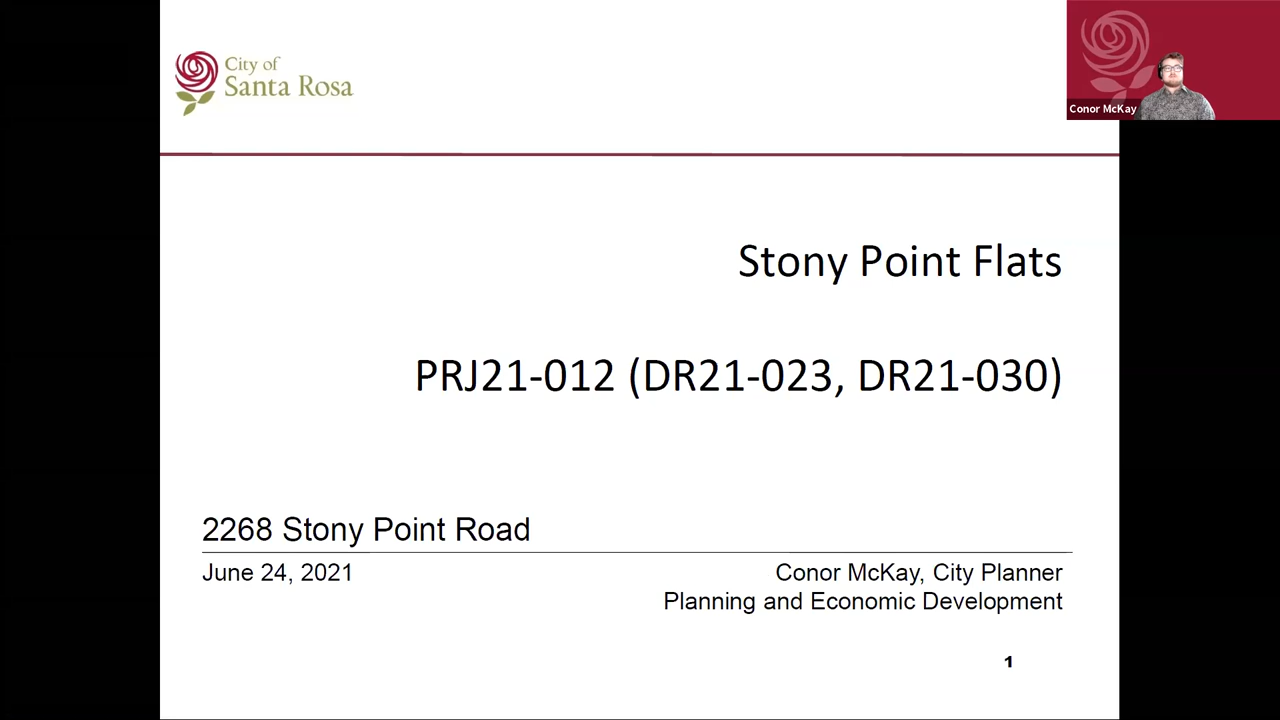 City of
Santa Rosa
Conor McKay
Stony Point Flats
PRJ21-012 (DR21-023, DR21-030)
2268 Stony Point Road
June 24, 2021
Conor McKay, City Planner
Planning and Economic Development
1